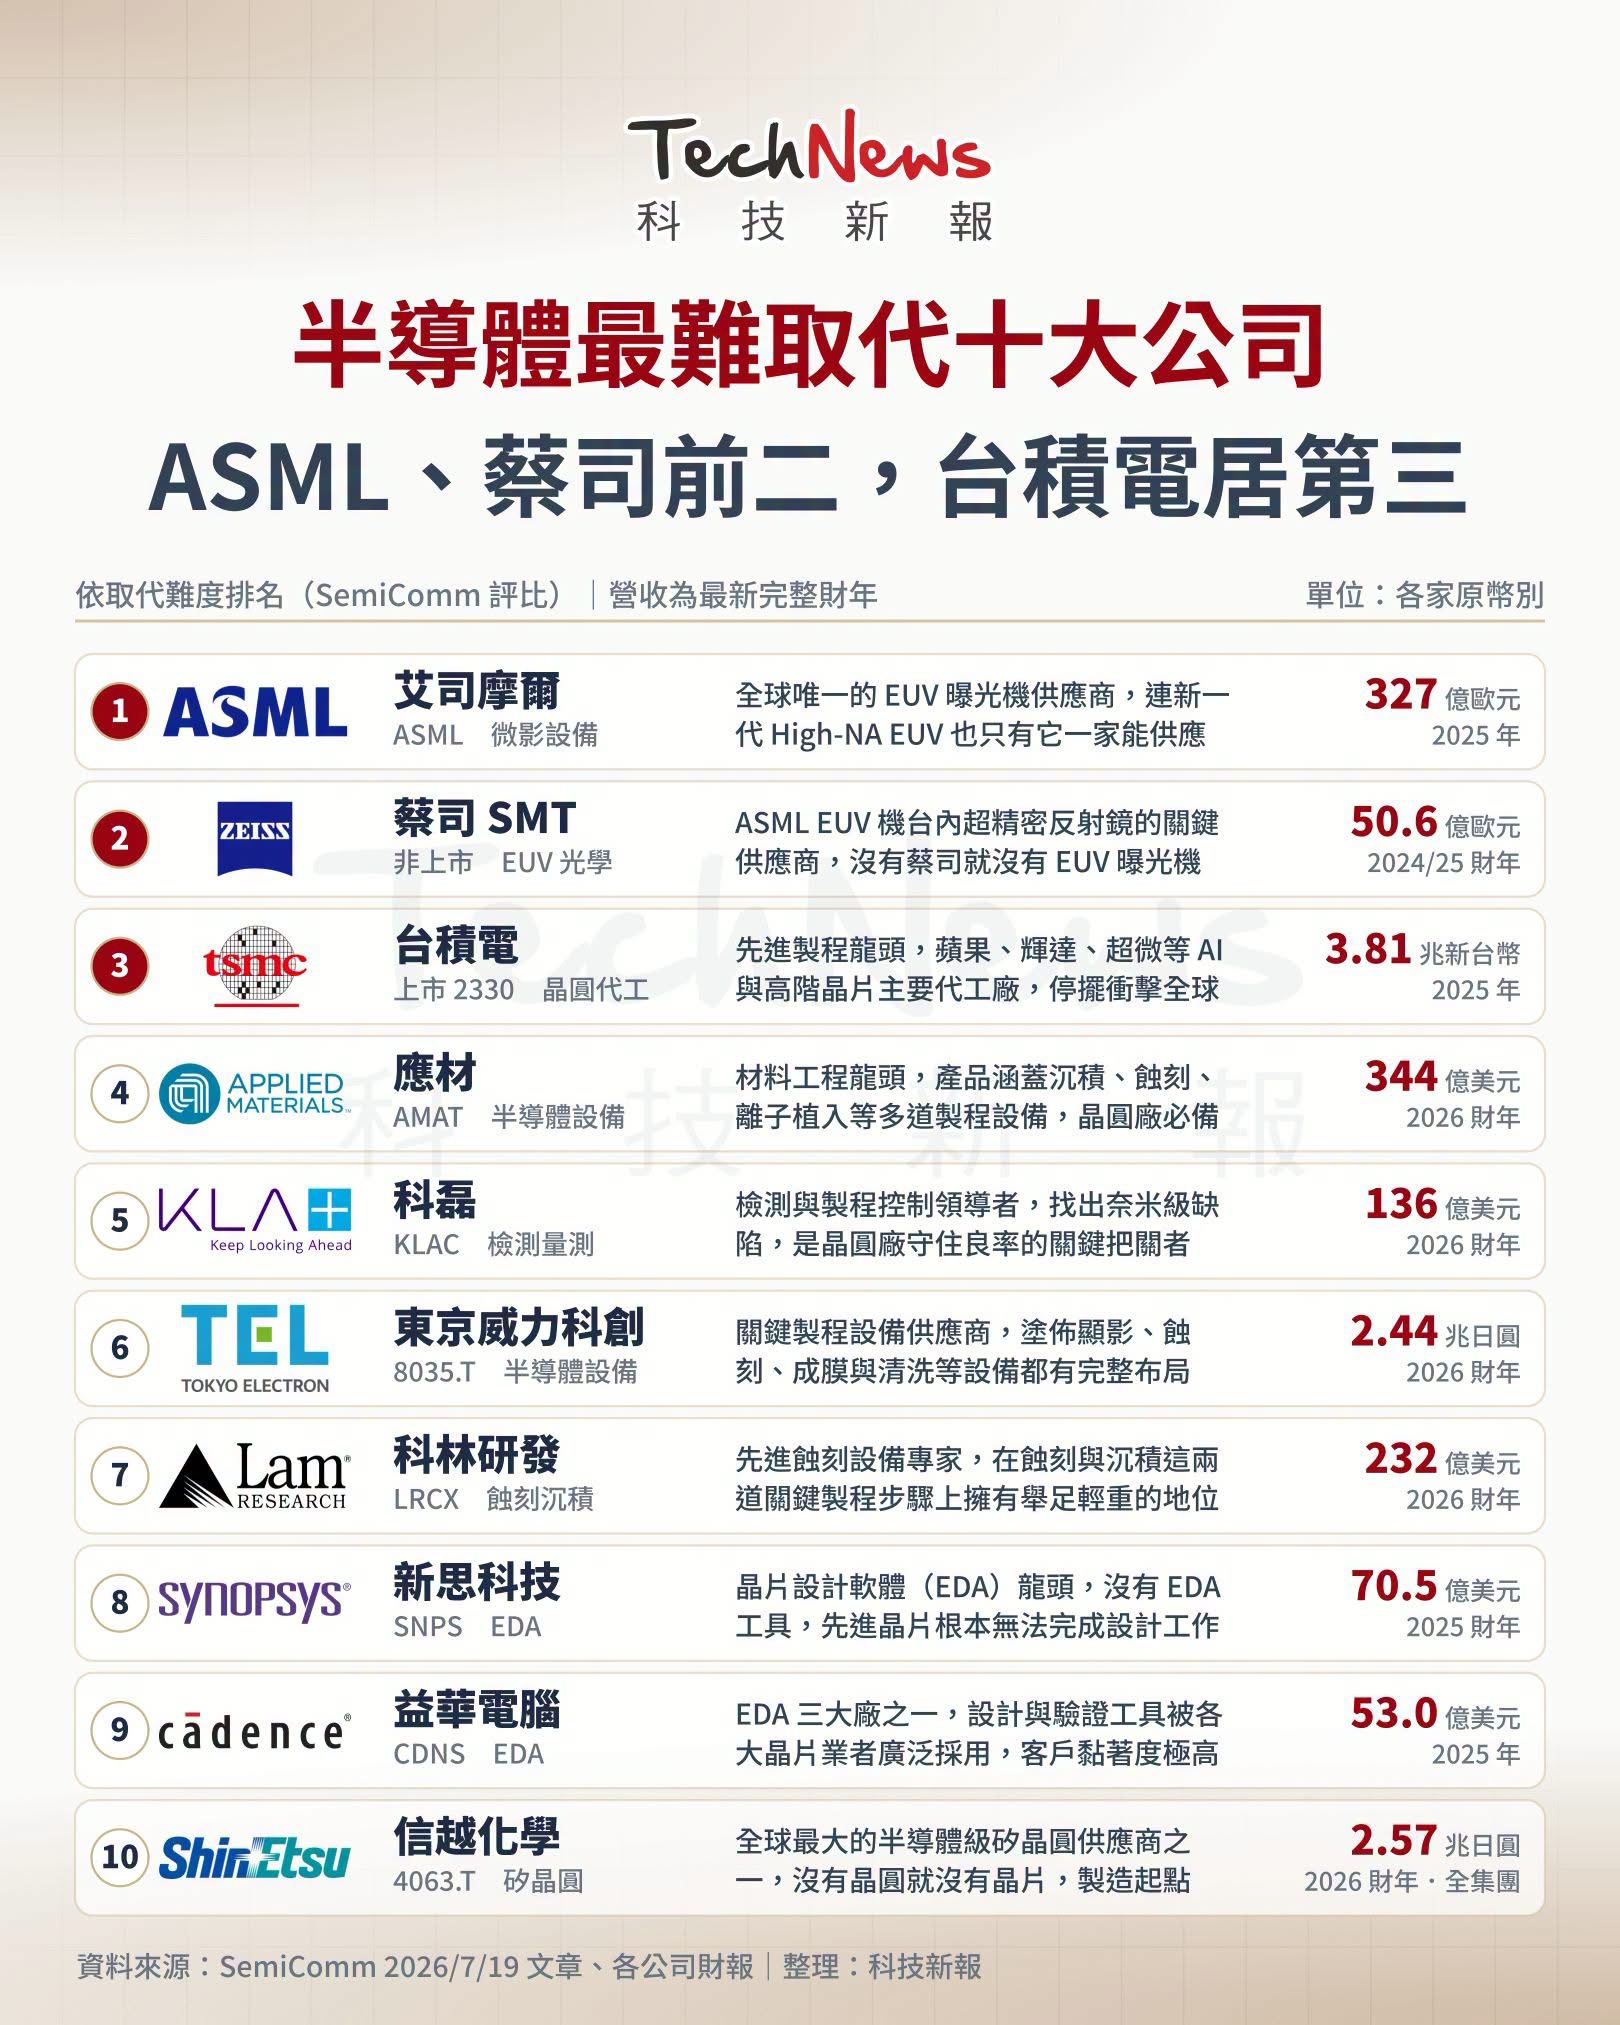 TechNews
科技新報
半導體最難取代十大公司
ASML、蔡司前二，台積電居第三
依取代難度排名（SemiComm 評比）｜營收為最新完整財年
單位：各家原幣別
1
ASML
艾司摩爾
ASML 微影設備
全球唯一的 EUV 曝光機供應商，連新一
代 High-NA EUV 也只有它一家能供應
327 億歐元
2025 年
2
ZEISS
蔡司 SMT
非上市 EUV 光學
ASML EUV 機台內超精密反射鏡的關鍵
供應商，沒有蔡司就沒有 EUV 曝光機
50.6 億歐元
2024/25 財年
3
tsmc
台積電
上市 2330 晶圓代工
先進製程龍頭，蘋果、輝達、超微等 AI
與高階晶片主要代工廠，停擺衝擊全球
3.81 兆新台幣
2025 年
4
APPLIED
MATERIALS
應材
AMAT 半導體設備
材料工程龍頭，產品涵蓋沉積、蝕刻、
離子植入等多道製程設備，晶圓廠必備
344 億美元
2026 財年
5
KLA
Keep Looking Ahead
科磊
KLAC 檢測量測
檢測與製程控制領導者，找出奈米級缺
陷，是晶圓廠守住良率的關鍵把關者
136 億美元
2026 財年
6
TEL
TOKYO ELECTRON
東京威力科創
8035.T 半導體設備
關鍵製程設備供應商，塗佈顯影、蝕
刻、成膜與清洗等設備都有完整布局
2.44 兆日圓
2026 財年
7
Lam®
RESEARCH
科林研發
LRCX 蝕刻沉積
先進蝕刻設備專家，在蝕刻與沉積這兩
道關鍵製程步驟上擁有舉足輕重的地位
232 億美元
2026 財年
8
SYNOPSYS®
新思科技
SNPS EDA
晶片設計軟體（EDA）龍頭，沒有 EDA
工具，先進晶片根本無法完成設計工作
70.5 億美元
2025 財年
9
cādence®
益華電腦
CDNS EDA
EDA 三大廠之一，設計與驗證工具被各
大晶片業者廣泛採用，客戶黏著度極高
53.0 億美元
2025 年
10
ShinEtsu
信越化學
4063.T 矽晶圓
全球最大的半導體級矽晶圓供應商之
一，沒有晶圓就沒有晶片，製造起點
2.57 兆日圓
2026 財年・全集團
TechNews
科技新報
資料來源：SemiComm 2026/7/19 文章、各公司財報｜整理：科技新報